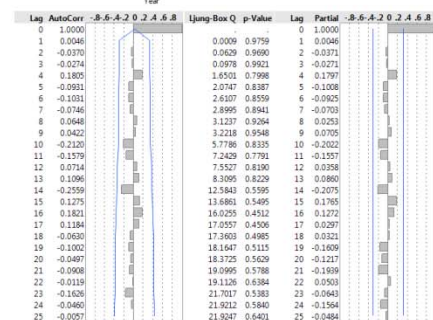 Year
Lag AutoCorr -.8-.6-.4-.2 0 .2 .4 .6 .8 Ljung-Box Q p-Value Lag Partial -.8-.6-.4-.2 0 .2 .4 .6 .8
0 1.0000 . . 0 1.0000
1 0.0046 0.0009 0.9759 1 0.0046
2 -0.0370 0.0629 0.9690 2 -0.0371
3 -0.0274 0.0978 0.9921 3 -0.0271
4 0.1805 1.6501 0.7998 4 0.1797
5 -0.0931 2.0747 0.8387 5 -0.1008
6 -0.1031 2.6107 0.8559 6 -0.0925
7 -0.0746 2.8995 0.8941 7 -0.0703
8 0.0648 3.1237 0.9264 8 0.0253
9 0.0422 3.2218 0.9548 9 0.0705
10 -0.2120 5.7786 0.8335 10 -0.2022
11 -0.1579 7.2429 0.7791 11 -0.1557
12 0.0714 7.5527 0.8190 12 0.0358
13 0.1096 8.3095 0.8229 13 0.0860
14 -0.2559 12.5843 0.5595 14 -0.2075
15 0.1275 13.6861 0.5495 15 0.1765
16 0.1821 16.0255 0.4512 16 0.1272
17 0.1184 17.0557 0.4506 17 0.0297
18 -0.0630 17.3603 0.4985 18 0.0321
19 -0.1002 18.1647 0.5115 19 -0.1609
20 -0.0497 18.3725 0.5629 20 -0.1217
21 -0.0908 19.0995 0.5788 21 -0.1939
22 -0.0119 19.1126 0.6384 22 0.0503
23 -0.1626 21.7017 0.5383 23 -0.0643
24 -0.0460 21.9212 0.5840 24 -0.1564
25 -0.0057 21.9247 0.6401 25 -0.0484